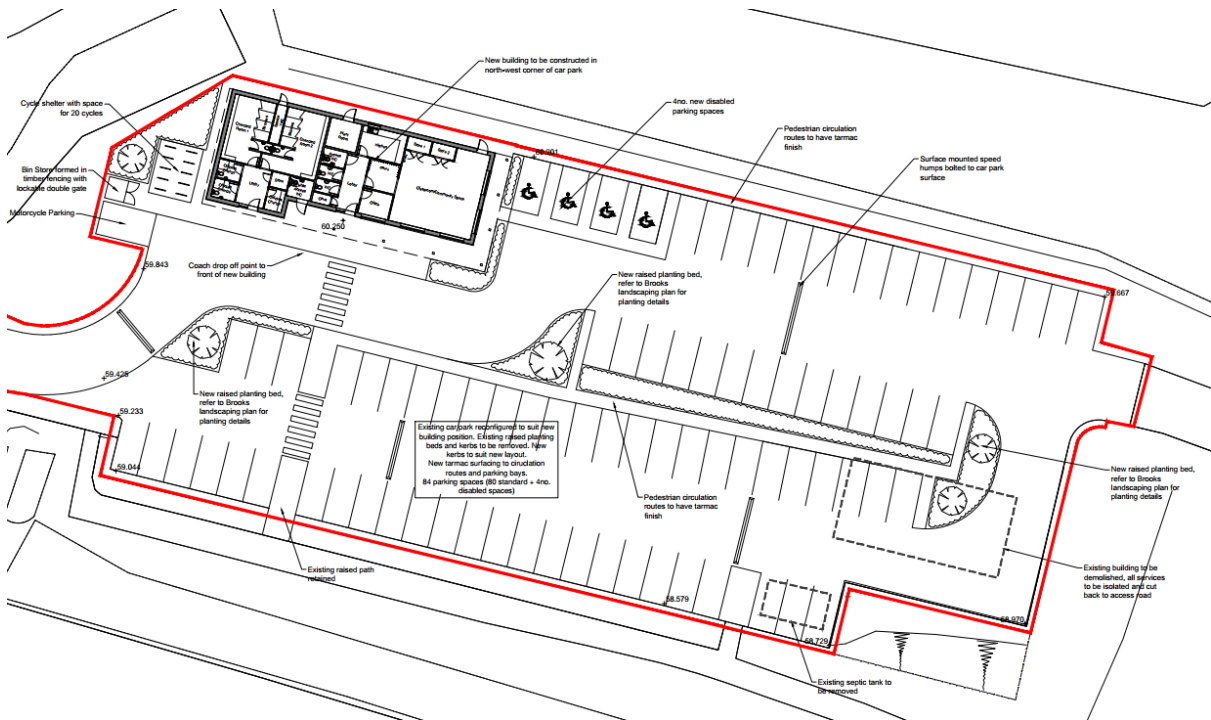 New building to be constructed in
north-west corner of car park
Cycle shelter with space
for 20 cycles
4no. new disabled
parking spaces
Pedestrian circulation
routes to have tarmac
finish
Surface mounted speed
humps bolted to car park
surface
Bin Store formed in
timber fencing with
lockable double gate
Motorcycle Parking
60.901
60.250
59.843
Coach drop off point to
front of new building
New raised planting bed,
refer to Brooks
landscaping plan for
planting details
59.667
59.425
59.233
59.044
New raised planting bed,
refer to Brooks
landscaping plan for
planting details
Existing car park reconfigured to suit new
building position. Existing raised planting
beds and kerbs to be removed. New
kerbs to suit new layout.
New tarmac surfacing to ciruclation
routes and parking bays.
84 parking spaces (80 standard + 4no.
disabled spaces)
Pedestrian circulation
routes to have tarmac
finish
New raised planting bed,
refer to Brooks
landscaping plan for
planting details
Existing raised path
retained
Existing building to be
demolished, all services
to be isolated and cut
back to access road
58.579
58.970
58.729
Existing septic tank to
be removed